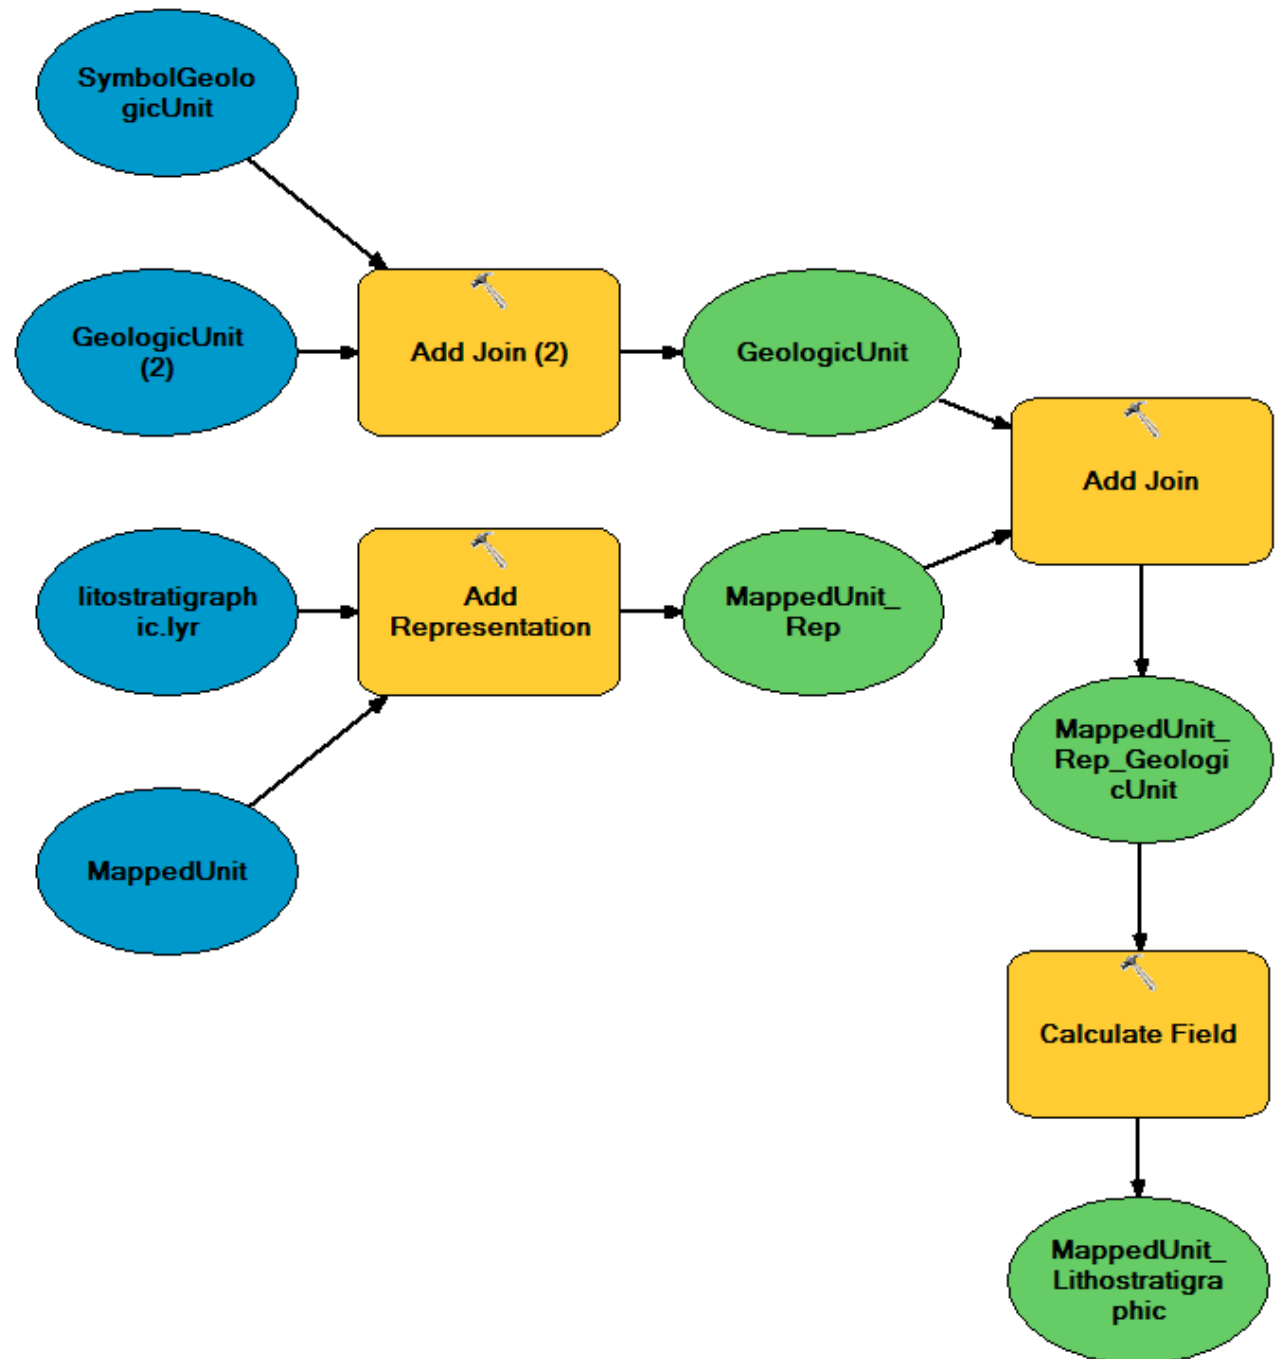 SymbolGeolo
gicUnit
GeologicUnit
(2)
Add Join (2)
GeologicUnit
Add Join
litostratigraph
ic.lyr
Add
Representation
MappedUnit_
Rep
MappedUnit_
Rep_Geologi
cUnit
MappedUnit
Calculate Field
MappedUnit_
Lithostratigra
phic